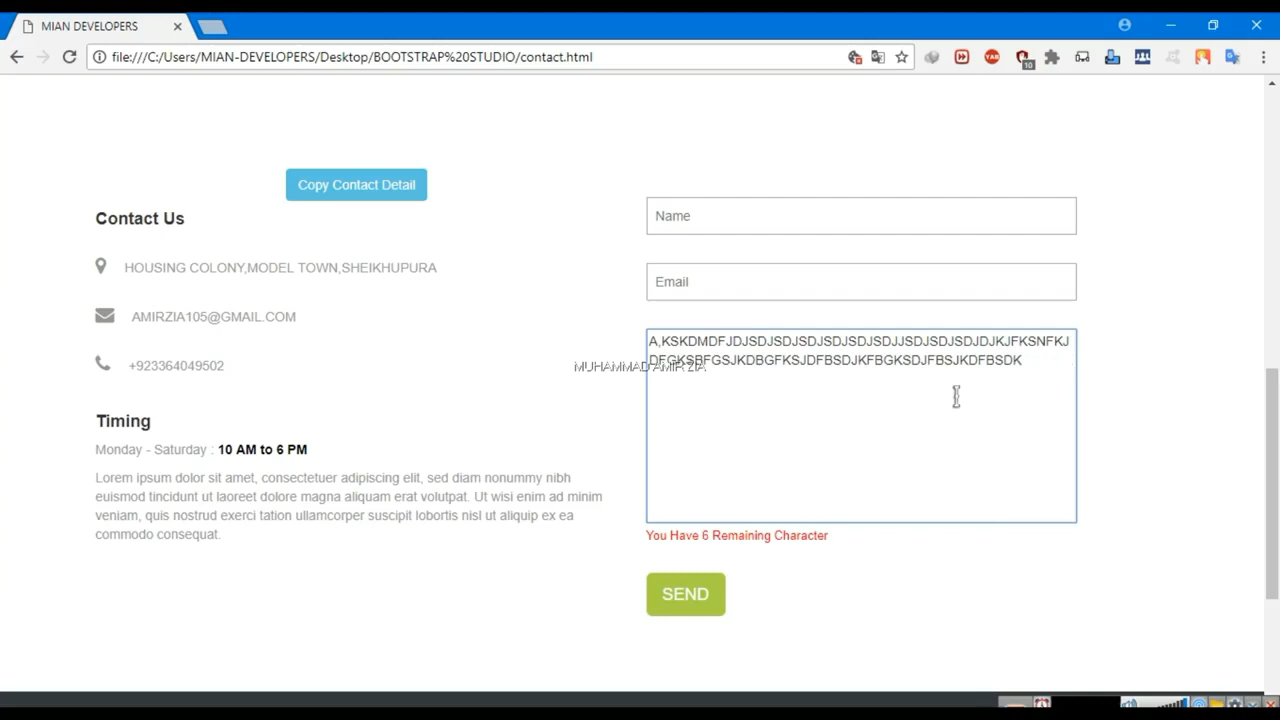 MIAN DEVELOPERS
file:///C:/Users/MIAN-DEVELOPERS/Desktop/BOOTSTRAP%20STUDIO/contact.html
10
Copy Contact Detail
Contact Us
HOUSING COLONY,MODEL TOWN,SHEIKHUPURA
AMIRZIA105@GMAIL.COM
+923364049502
Timing
Monday - Saturday : 10 AM to 6 PM
Lorem ipsum dolor sit amet, consectetuer adipiscing elit, sed diam nonummy nibh
euismod tincidunt ut laoreet dolore magna aliquam erat volutpat. Ut wisi enim ad minim
veniam, quis nostrud exerci tation ullamcorper suscipit lobortis nisl ut aliquip ex ea
commodo consequat.
Name
Email
MUHAMMAD AMIR ZIA
You Have 6 Remaining Character
SEND